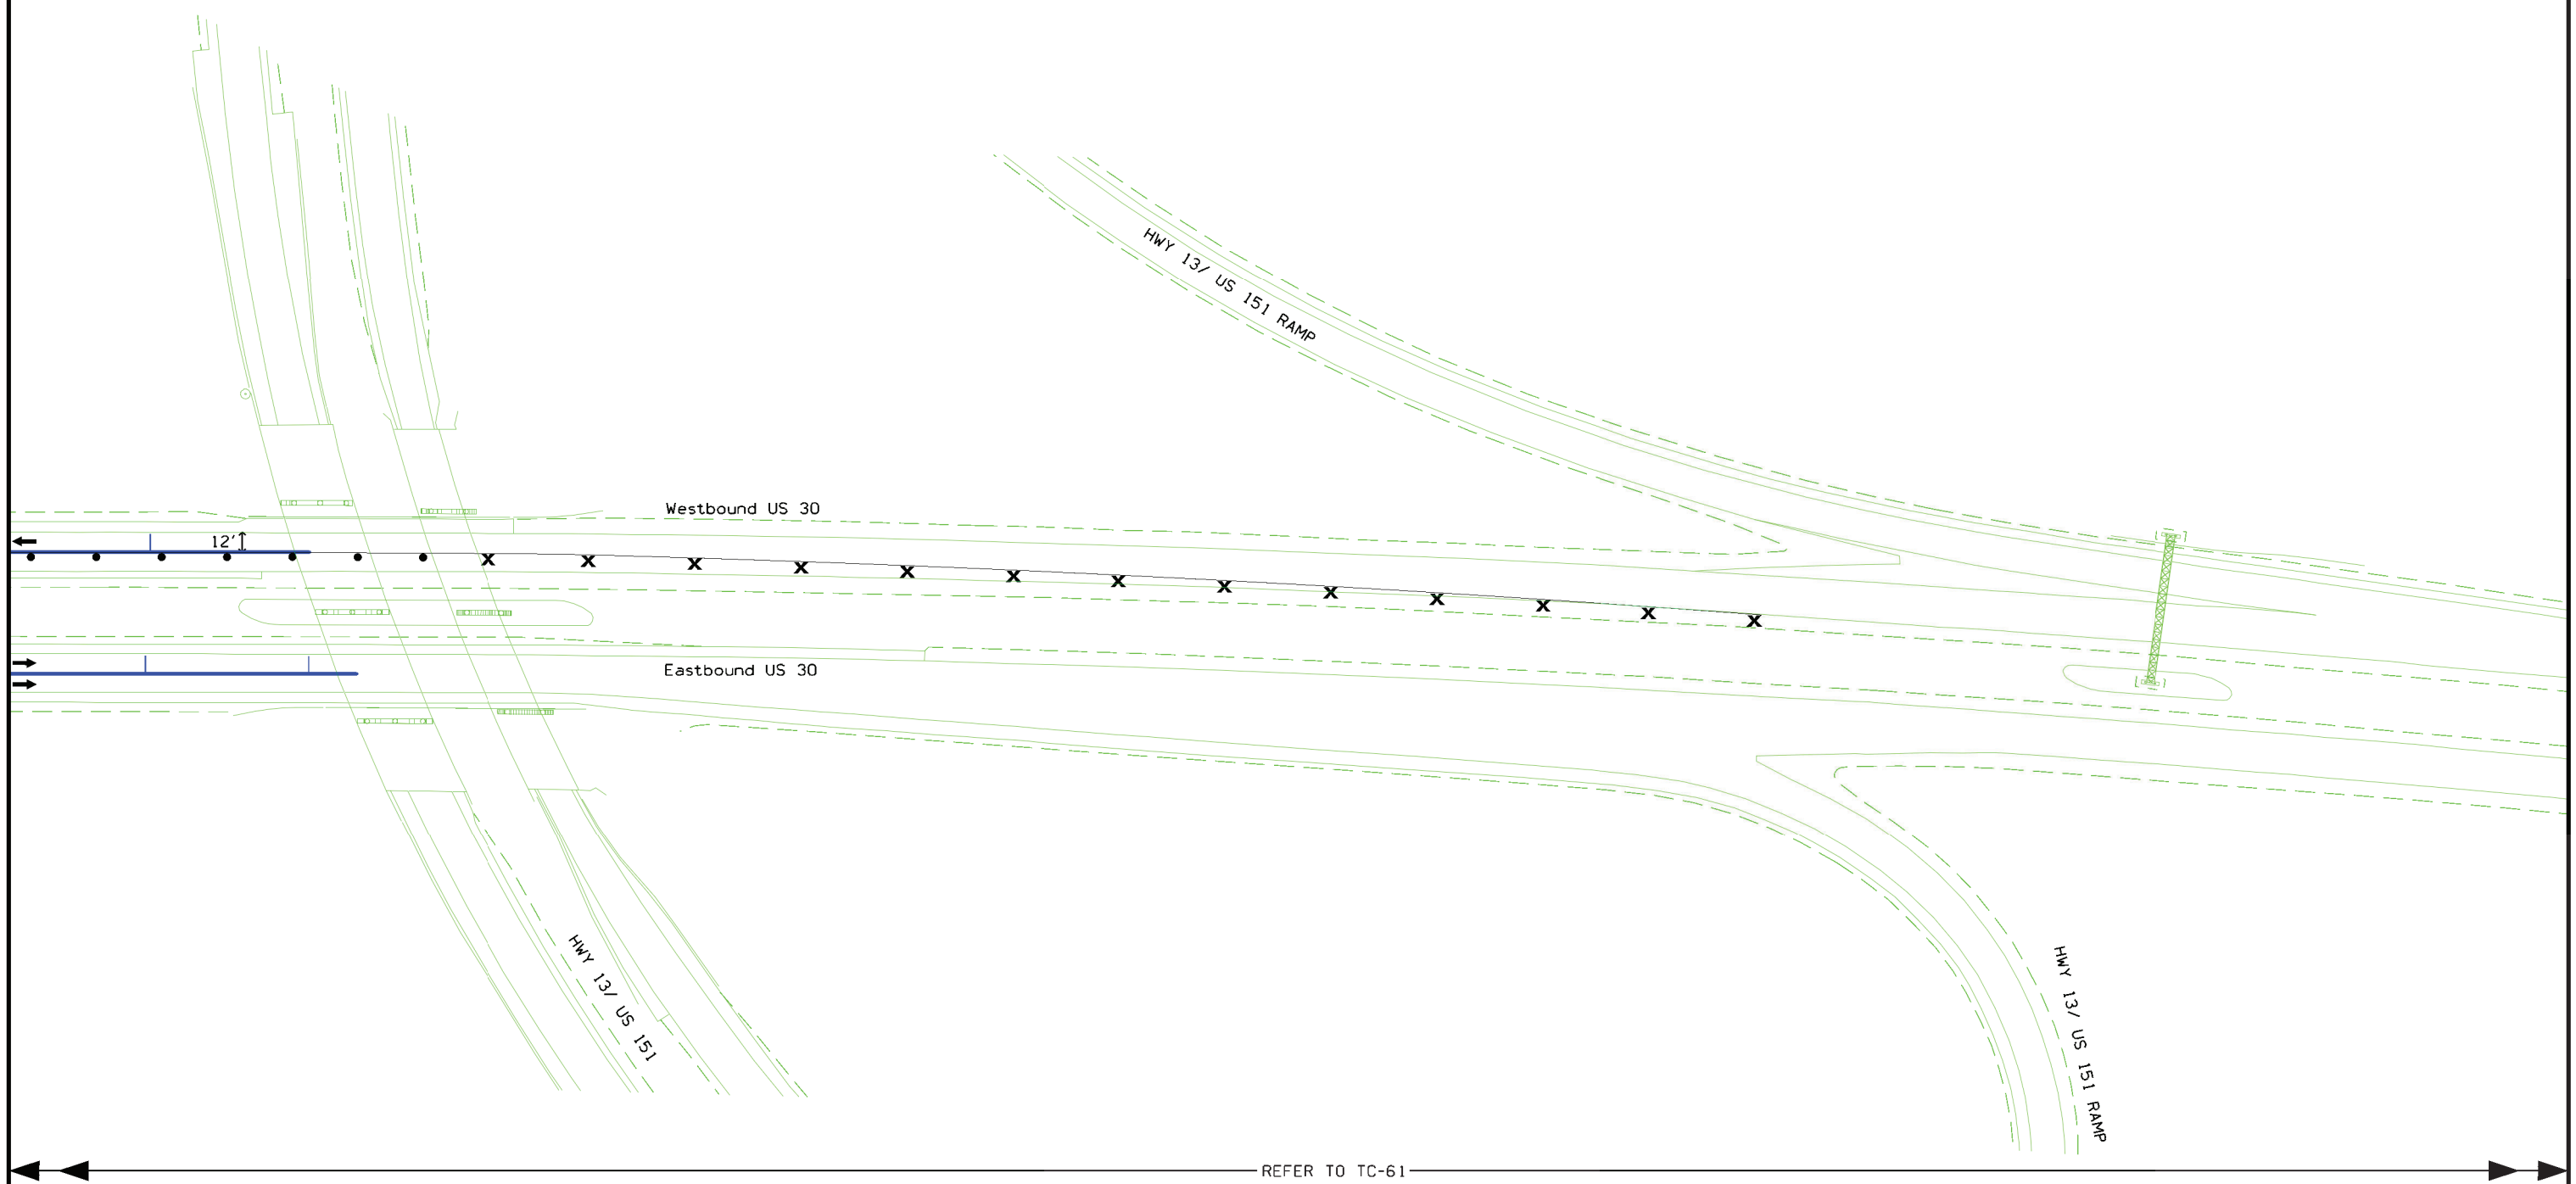 HWY 13/ US 151 RAMP
Westbound US 30
12'
Eastbound US 30
HWY 13/ US 151
HWY 13/ US 151 RAMP
REFER TO TC-61